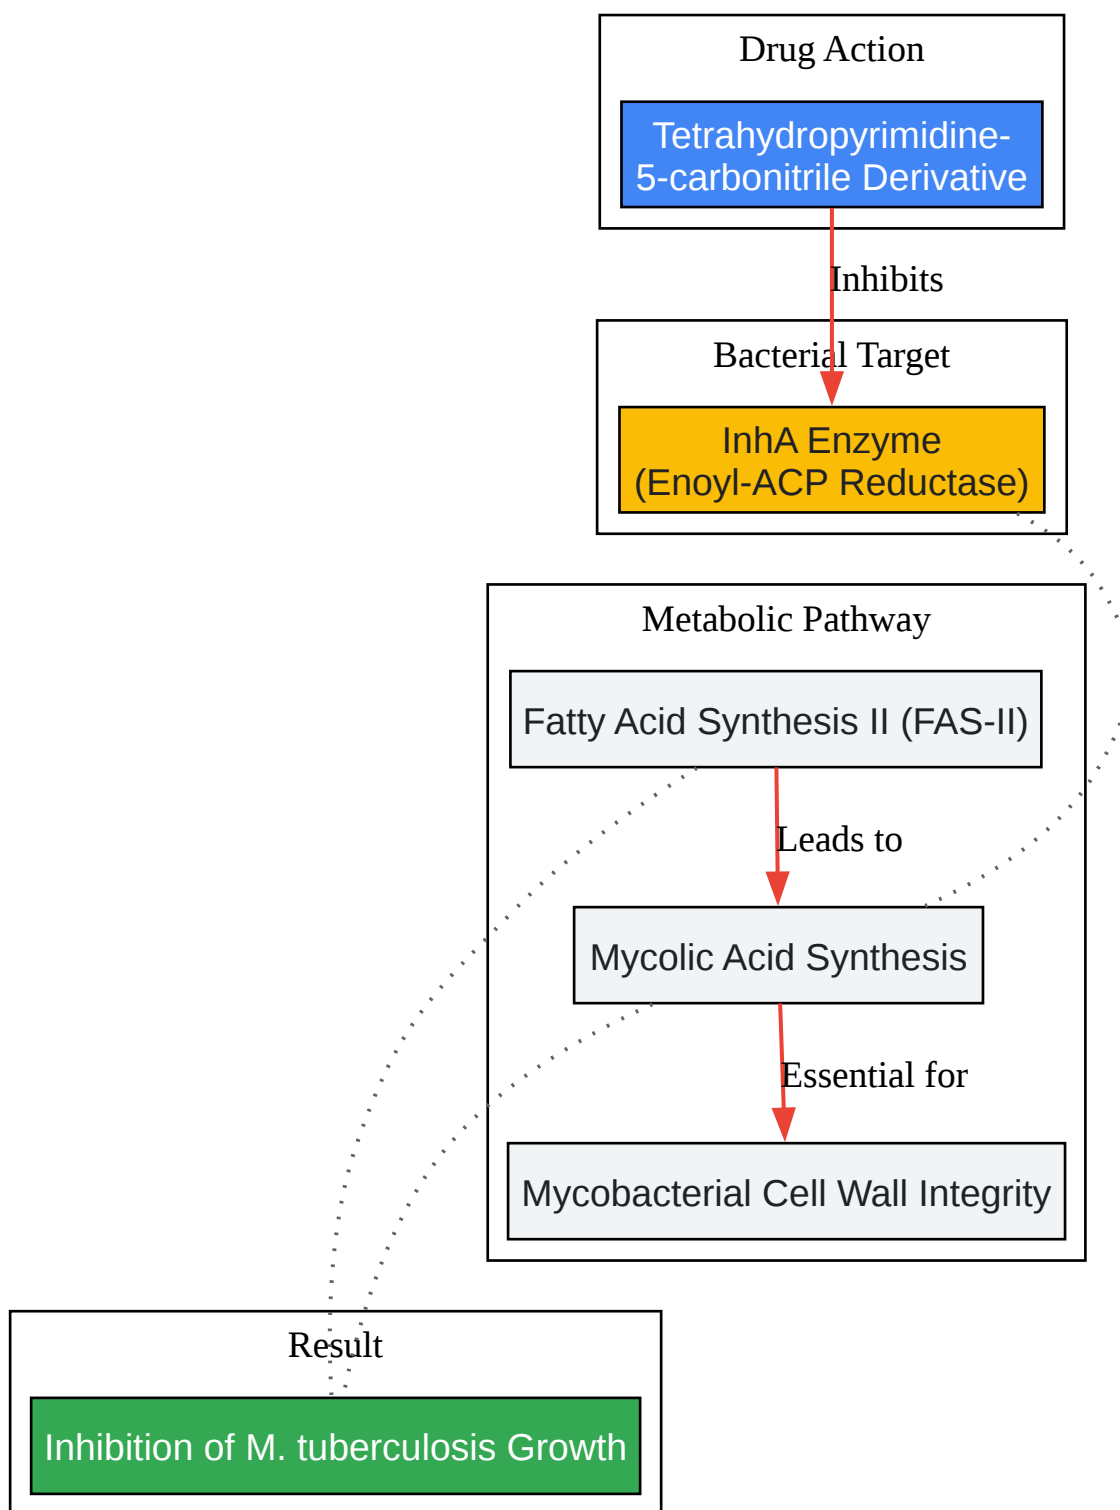 Drug Action
Tetrahydropyrimidine-
5-carbonitrile Derivative
Inhibits
Bacterial Target
InhA Enzyme
(Enoyl-ACP Reductase)
Metabolic Pathway
Fatty Acid Synthesis II (FAS-II)
Leads to
Mycolic Acid Synthesis
Essential for
Mycobacterial Cell Wall Integrity
Result
Inhibition of M. tuberculosis Growth